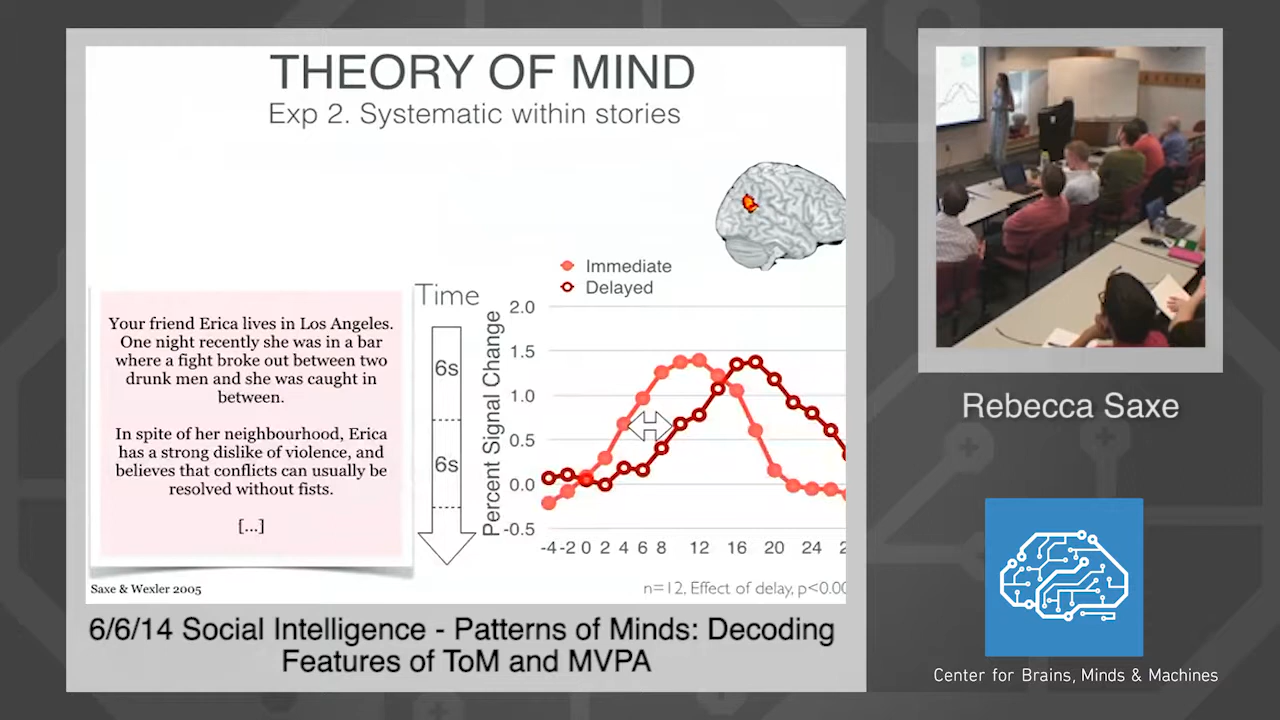 THEORY OF MIND
Exp 2. Systematic within stories
Immediate
Delayed
Your friend Erica lives in Los Angeles.
One night recently she was in a bar
where a fight broke out between two
drunk men and she was caught in
between.
In spite of her neighbourhood, Erica
has a strong dislike of violence, and
believes that conflicts can usually be
resolved without fists.
[...]
Time
6s
6s
Percent Signal Change
2.0
1.5
1.0
0.5
0.0
-0.5
-4 -2 0 2 4 6 8 12 16 20 24 2
n=12, Effect of delay, p<0.00
Saxe & Wexler 2005
6/6/14 Social Intelligence - Patterns of Minds: Decoding
Features of ToM and MVPA
Rebecca Saxe
Center for Brains, Minds & Machines